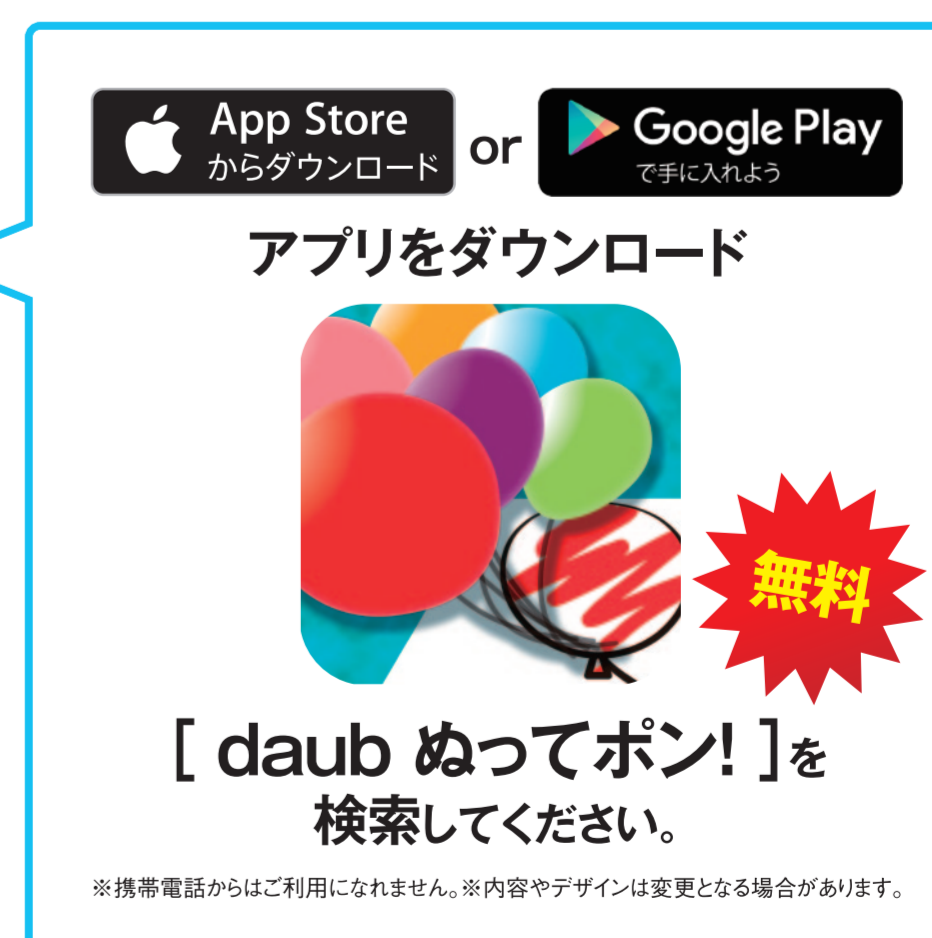 App Store
からダウンロード
or
Google Play
で手に入れよう
アプリをダウンロード
無料
[ daub ぬってポン! ]を
検索してください。
※携帯電話からはご利用になれません。※内容やデザインは変更となる場合があります。